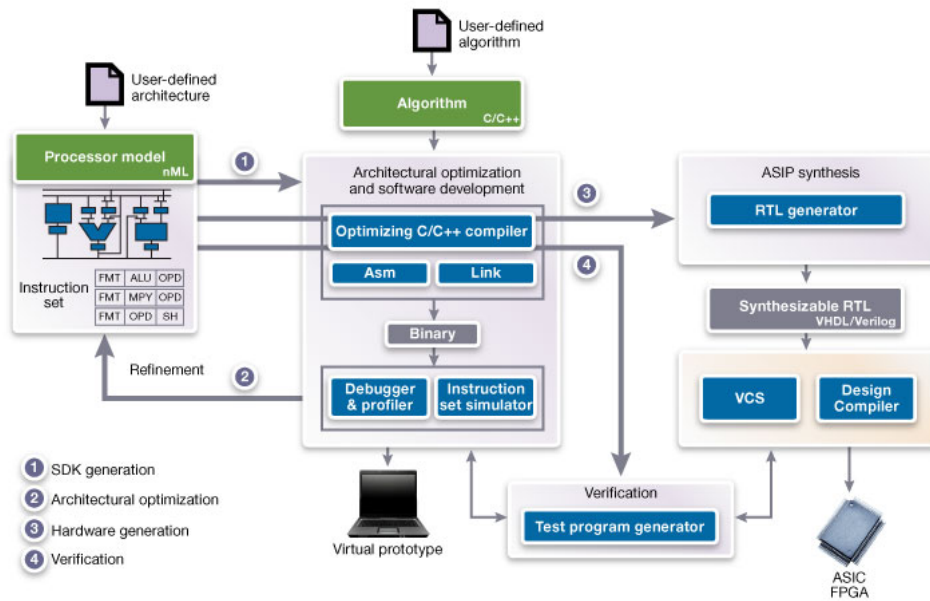 User-defined
algorithm
User-defined
architecture
Algorithm
C/C++
Processor model
nML
1
Architectural optimization
and software development
3
ASIP synthesis
RTL generator
Optimizing C/C++ compiler
4
Asm
Link
Instruction
set
FMT ALU OPD
FMT MPY OPD
FMT OPD SH
Synthesizable RTL
VHDL/Verilog
Binary
Refinement
2
Debugger
& profiler
Instruction
set simulator
VCS
Design
Compiler
1 SDK generation
2 Architectural optimization
3 Hardware generation
4 Verification
Virtual prototype
Verification
Test program generator
ASIC
FPGA